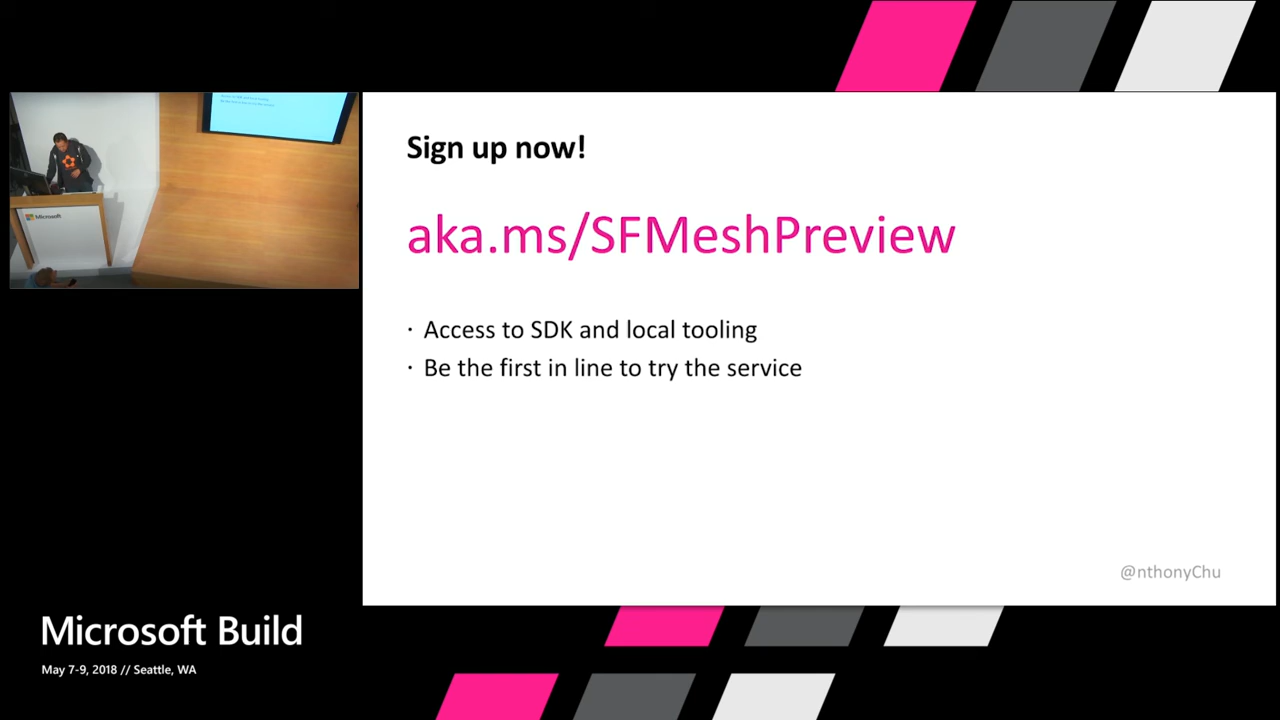 Microsoft
Sign up now!
aka.ms/SFMeshPreview
· Access to SDK and local tooling
· Be the first in line to try the service
@nthonyChu
Microsoft Build
May 7-9, 2018 // Seattle, WA